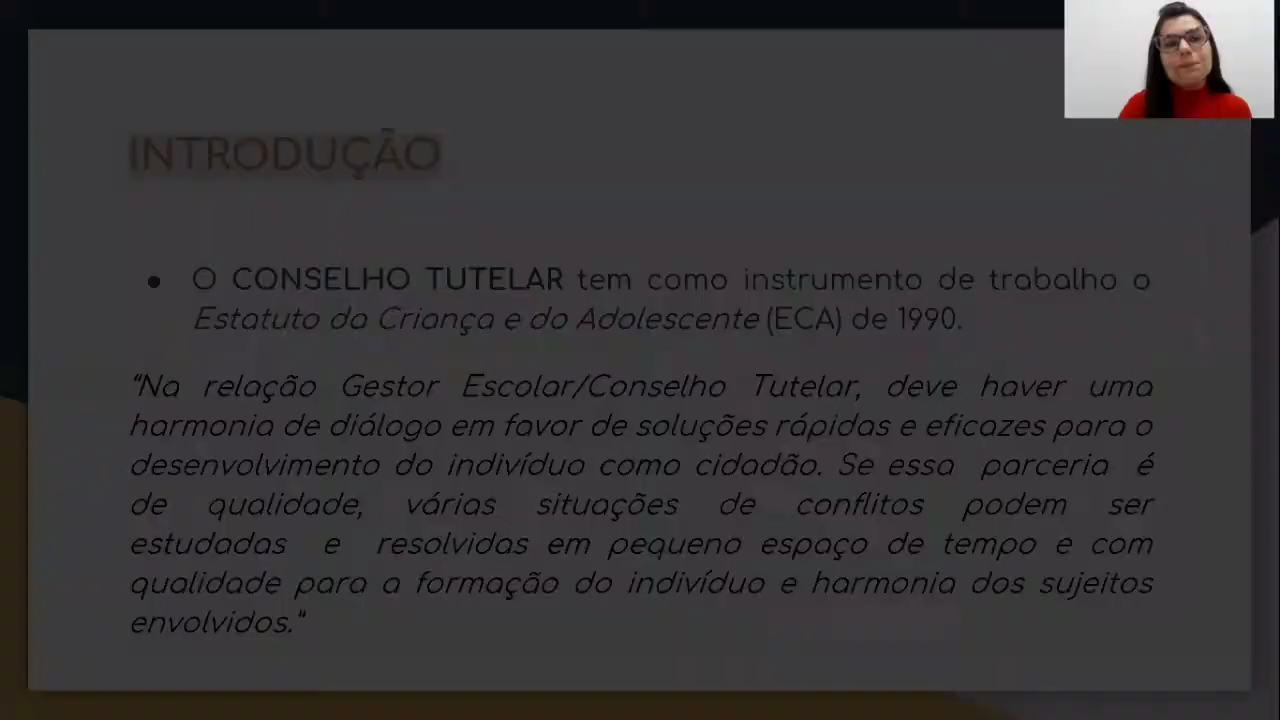 INTRODUÇÃO
● O CONSELHO TUTELAR tem como instrumento de trabalho o
Estatuto da Criança e do Adolescente (ECA) de 1990.
“Na relação Gestor Escolar/Conselho Tutelar, deve haver uma
harmonia de diálogo em favor de soluções rápidas e eficazes para o
desenvolvimento do indivíduo como cidadão. Se essa parceria é
de qualidade, várias situações de conflitos podem ser
estudadas e resolvidas em pequeno espaço de tempo e com
qualidade para a formação do indivíduo e harmonia dos sujeitos
envolvidos.”